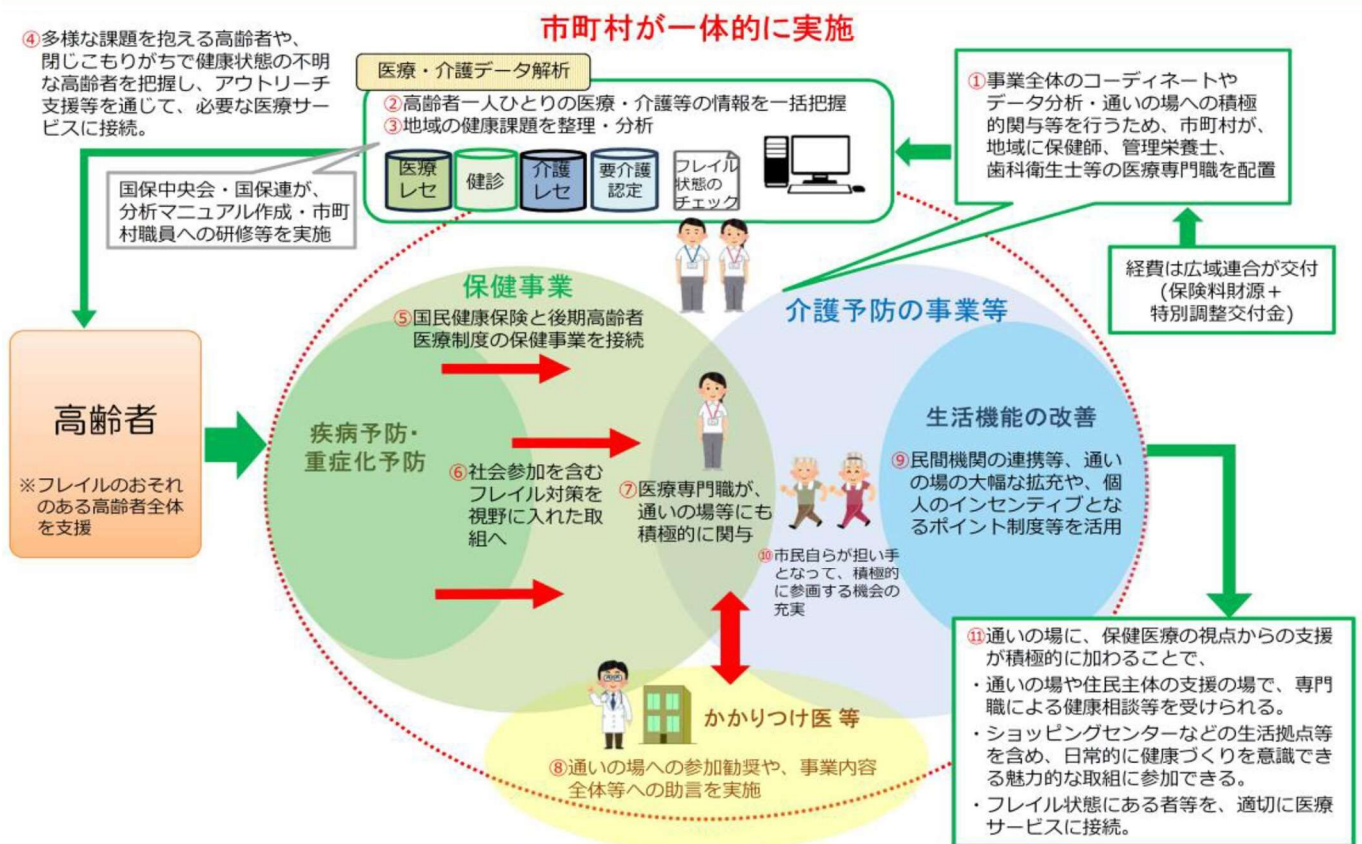 市町村が一体的に実施
④多様な課題を抱える高齢者や、
閉じこもりがちで健康状態の不明
な高齢者を把握し、アウトリーチ
支援等を通じて、必要な医療サー
ビスに接続。
医療・介護データ解析
②高齢者一人ひとりの医療・介護等の情報を一括把握
③地域の健康課題を整理・分析
医療
レセ
健診
介護
レセ
要介護
認定
フレイル
状態の
チェック
①事業全体のコーディネートや
データ分析・通いの場への積極
的関与等を行うため、市町村が、
地域に保健師、管理栄養士、
歯科衛生士等の医療専門職を配置
国保中央会・国保連が、
分析マニュアル作成・市町
村職員への研修等を実施
経費は広域連合が交付
(保険料財源＋
特別調整交付金)
保健事業
⑤国民健康保険と後期高齢者
医療制度の保健事業を接続
介護予防の事業等
高齢者
※フレイルのおそれ
のある高齢者全体
を支援
疾病予防・
重症化予防
⑥社会参加を含む
フレイル対策を
視野に入れた取
組へ
⑦医療専門職が、
通いの場等にも
積極的に関与
生活機能の改善
⑨民間機関の連携等、通い
の場の大幅な拡充や、個
人のインセンティブとな
るポイント制度等を活用
⑩市民自らが担い手
となって、積極的
に参画する機会の
充実
かかりつけ医 等
⑧通いの場への参加勧奨や、事業内容
全体等への助言を実施
⑪通いの場に、保健医療の視点からの支援
が積極的に加わることで、
・通いの場や住民主体の支援の場で、専門
職による健康相談等を受けられる。
・ショッピングセンターなどの生活拠点等
を含め、日常的に健康づくりを意識でき
る魅力的な取組に参加できる。
・フレイル状態にある者等を、適切に医療
サービスに接続。